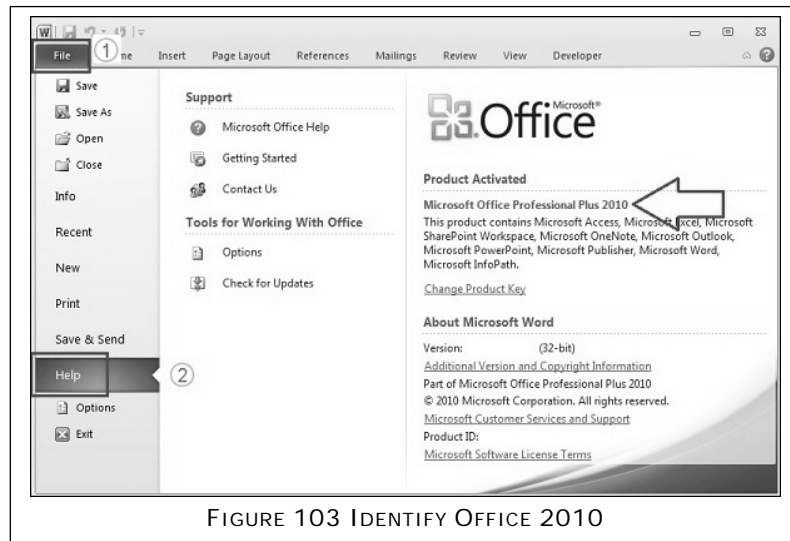 W
File 1 me Insert Page Layout References Mailings Review View Developer
Save
Save As
Open
Close
Info
Recent
New
Print
Save & Send
Help 2
Options
Exit
Support
Microsoft Office Help
Getting Started
Contact Us
Tools for Working With Office
Options
Check for Updates
Microsoft®
Office
Product Activated
Microsoft Office Professional Plus 2010
This product contains Microsoft Access, Microsoft Excel, Microsoft
SharePoint Workspace, Microsoft OneNote, Microsoft Outlook,
Microsoft PowerPoint, Microsoft Publisher, Microsoft Word,
Microsoft InfoPath.
Change Product Key
About Microsoft Word
Version: (32-bit)
Additional Version and Copyright Information
Part of Microsoft Office Professional Plus 2010
© 2010 Microsoft Corporation. All rights reserved.
Microsoft Customer Services and Support
Product ID:
Microsoft Software License Terms
FIGURE 103 IDENTIFY OFFICE 2010